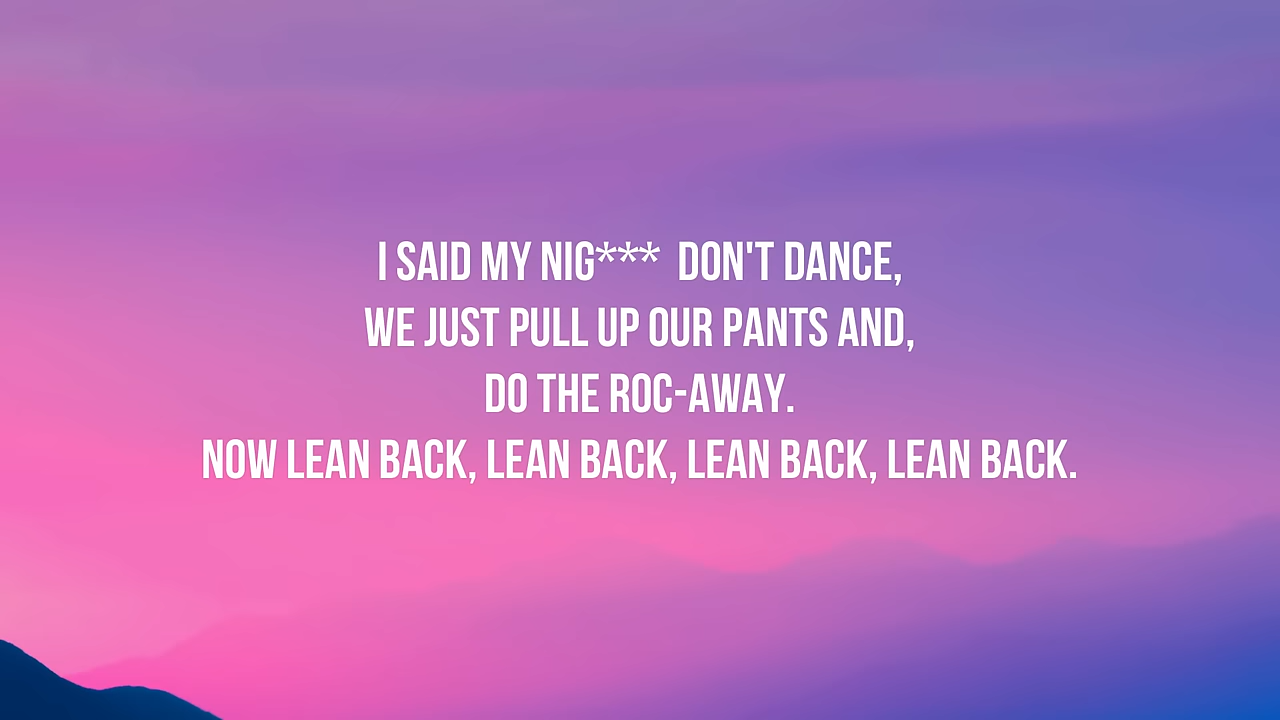 I SAID MY NIG*** DON'T DANCE,
WE JUST PULL UP OUR PANTS AND,
DO THE ROC-AWAY.
NOW LEAN BACK, LEAN BACK, LEAN BACK, LEAN BACK.